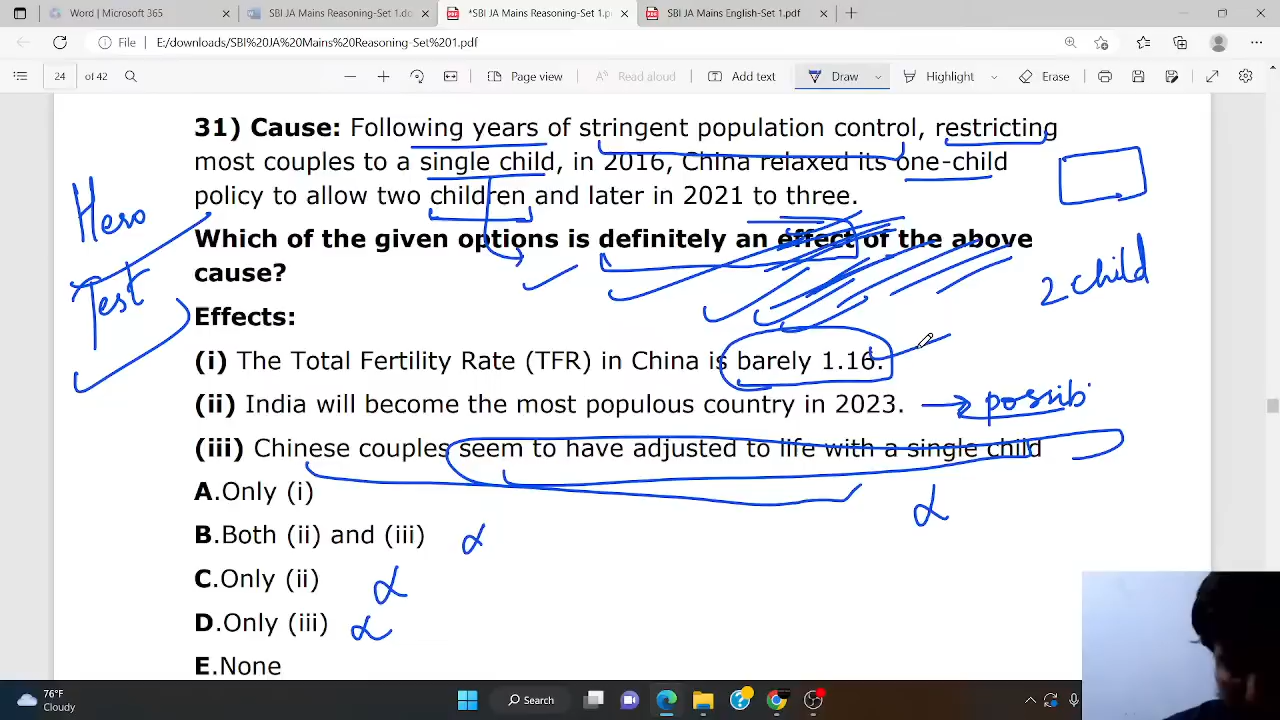 Word | Microsoft 365
SBI JA Mains Reasoning-Set 1.do
*SBI JA Mains Reasoning-Set 1.p
SBI JA Mains English-Set 1.pdf
File
E:/downloads/SBI%20JA%20Mains%20Reasoning-Set%201.pdf
24 of 42
Page view
Read aloud
Add text
Draw
Highlight
Erase
31) Cause: Following years of stringent population control, restricting
most couples to a single child, in 2016, China relaxed its one-child
policy to allow two children and later in 2021 to three.
Hero
Which of the given options is definitely an effect of the above
cause?
Test
2 child
Effects:
(i) The Total Fertility Rate (TFR) in China is barely 1.16.
(ii) India will become the most populous country in 2023. possib
(iii) Chinese couples seem to have adjusted to life with a single child
A.Only (i)
B.Both (ii) and (iii)
C.Only (ii)
D.Only (iii)
E.None
76°F
Cloudy
Search